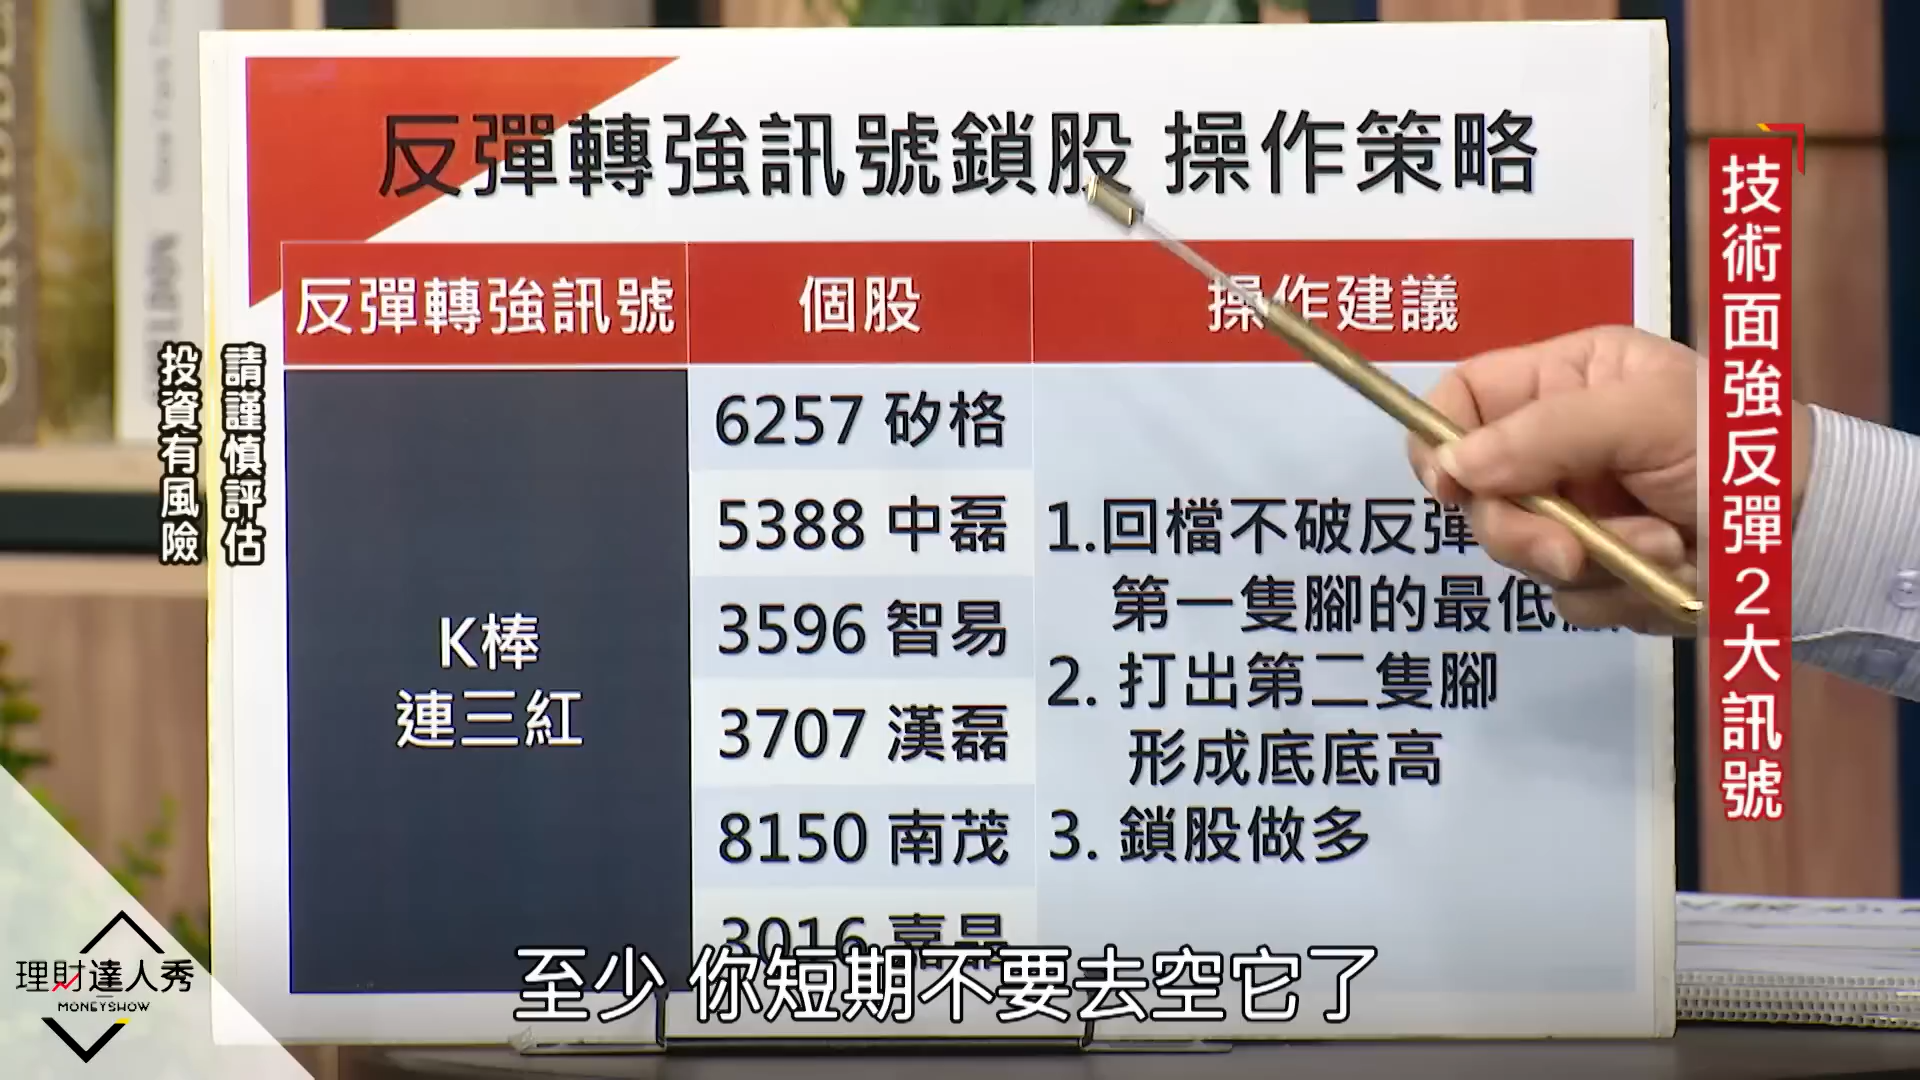 反彈轉強訊號鎖股 操作策略
反彈轉強訊號
個股
操作建議
K棒
連三紅
6257 矽格
5388 中磊
3596 智易
3707 漢磊
8150 南茂
3016 嘉晶
1.回檔不破反彈
第一隻腳的最低
2. 打出第二隻腳
形成底底高
3. 鎖股做多
技術面強反彈2大訊號
請謹慎評估
投資有風險
理財達人秀
MONEYSHOW
至少 你短期不要去空它了